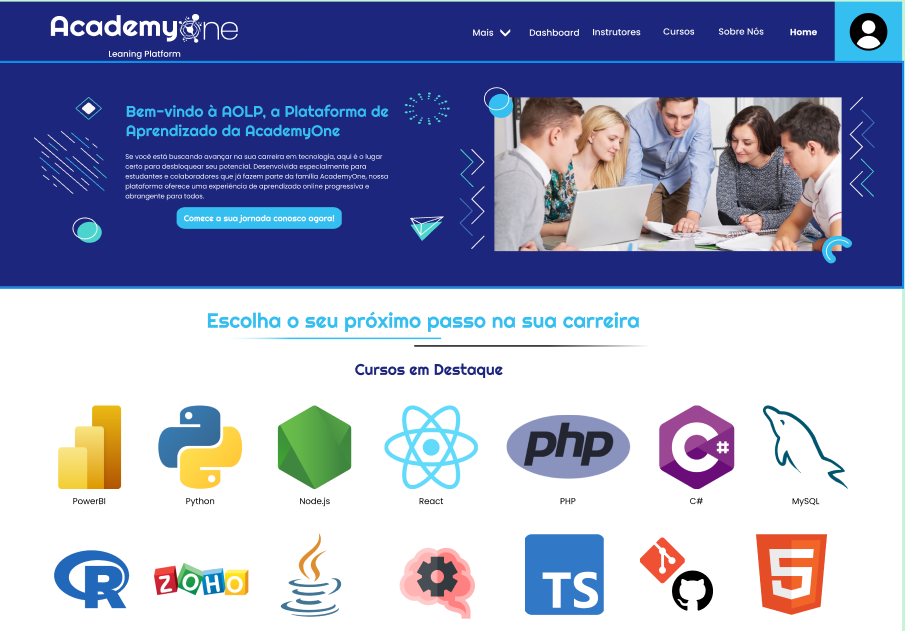 AcademyOne
Leaning Platform
Mais
Dashboard
Instrutores
Cursos
Sobre Nós
Home
Bem-vindo à AOLP, a Plataforma de
Aprendizado da AcademyOne
Se você está buscando avançar na sua carreira em tecnologia, aqui é o lugar
certo para desbloquear seu potencial. Desenvolvida especialmente para
estudantes e colaboradores que já fazem parte da família AcademyOne, nossa
plataforma oferece uma experiência de aprendizado online progressiva e
abrangente para todos.
Comece a sua jornada conosco agora!
Escolha o seu próximo passo na sua carreira
Cursos em Destaque
php
C#
PowerBI
Python
Node.js
React
PHP
C#
MySQL
R
ZOHO
TS
5